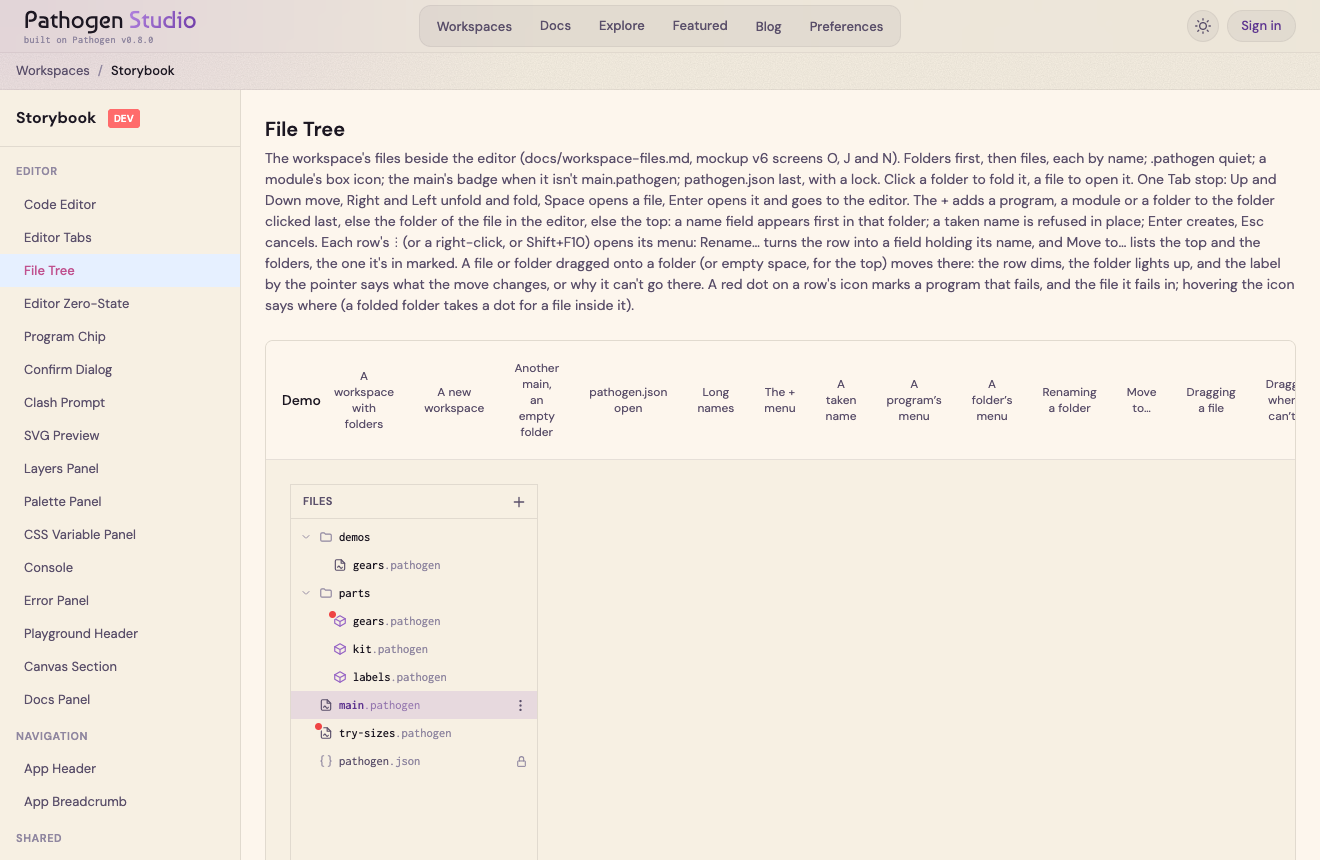 Pathogen Studio
built on Pathogen v0.8.0
Workspaces
Docs
Explore
Featured
Blog
Preferences
Sign in
Workspaces / Storybook
Storybook
DEV
EDITOR
Code Editor
Editor Tabs
File Tree
Editor Zero-State
Program Chip
Confirm Dialog
Clash Prompt
SVG Preview
Layers Panel
Palette Panel
CSS Variable Panel
Console
Error Panel
Playground Header
Canvas Section
Docs Panel
NAVIGATION
App Header
App Breadcrumb
SHARED
File Tree
The workspace's files beside the editor (docs/workspace-files.md, mockup v6 screens O, J and N). Folders first, then files, each by name; .pathogen quiet; a
module's box icon; the main's badge when it isn't main.pathogen; pathogen.json last, with a lock. Click a folder to fold it, a file to open it. One Tab stop: Up and
Down move, Right and Left unfold and fold, Space opens a file, Enter opens it and goes to the editor. The + adds a program, a module or a folder to the folder
clicked last, else the folder of the file in the editor, else the top: a name field appears first in that folder; a taken name is refused in place; Enter creates, Esc
cancels. Each row's ⋮ (or a right-click, or Shift+F10) opens its menu: Rename… turns the row into a field holding its name, and Move to… lists the top and the
folders, the one it's in marked. A file or folder dragged onto a folder (or empty space, for the top) moves there: the row dims, the folder lights up, and the label
by the pointer says what the move changes, or why it can't go there. A red dot on a row's icon marks a program that fails, and the file it fails in; hovering the icon
says where (a folded folder takes a dot for a file inside it).
Demo
A
workspace
with
folders
A new
workspace
Another
main,
an
empty
folder
pathogen.json
open
Long
names
The +
menu
A
taken
name
A
program's
menu
A
folder's
menu
Renaming
a folder
Move
to…
Dragging
a file
FILES
demos
gears.pathogen
parts
gears.pathogen
kit.pathogen
labels.pathogen
main.pathogen
try-sizes.pathogen
{} pathogen.json